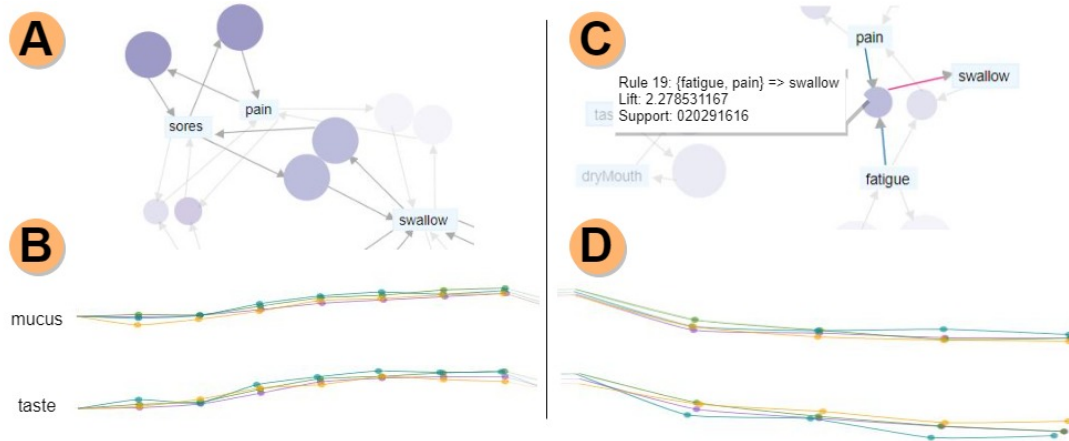 A
pain
sores
swallow
B
mucus
taste
C
pain
swallow
Rule 19: {fatigue, pain} => swallow
Lift: 2.278531167
Support: 020291616
tas
dryMouth
fatigue
D